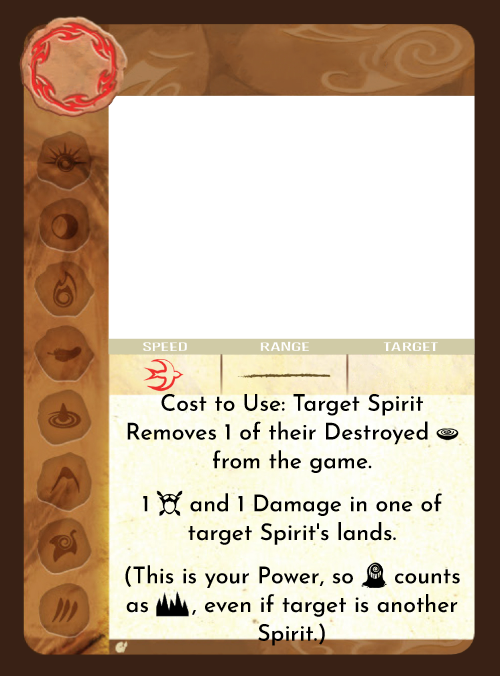 SPEED RANGE TARGET
Cost to Use: Target Spirit
Removes 1 of their Destroyed
from the game.
1 and 1 Damage in one of
target Spirit's lands.
(This is your Power, so counts
as , even if target is another
Spirit.)